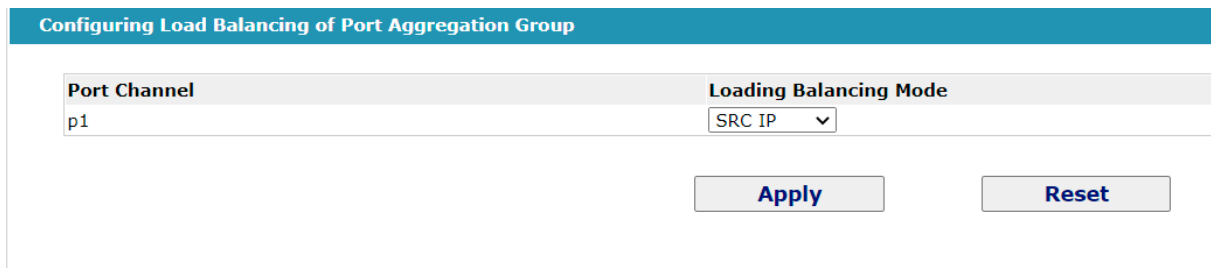 Configuring Load Balancing of Port Aggregation Group
Port Channel Loading Balancing Mode
p1 SRC IP
Apply Reset